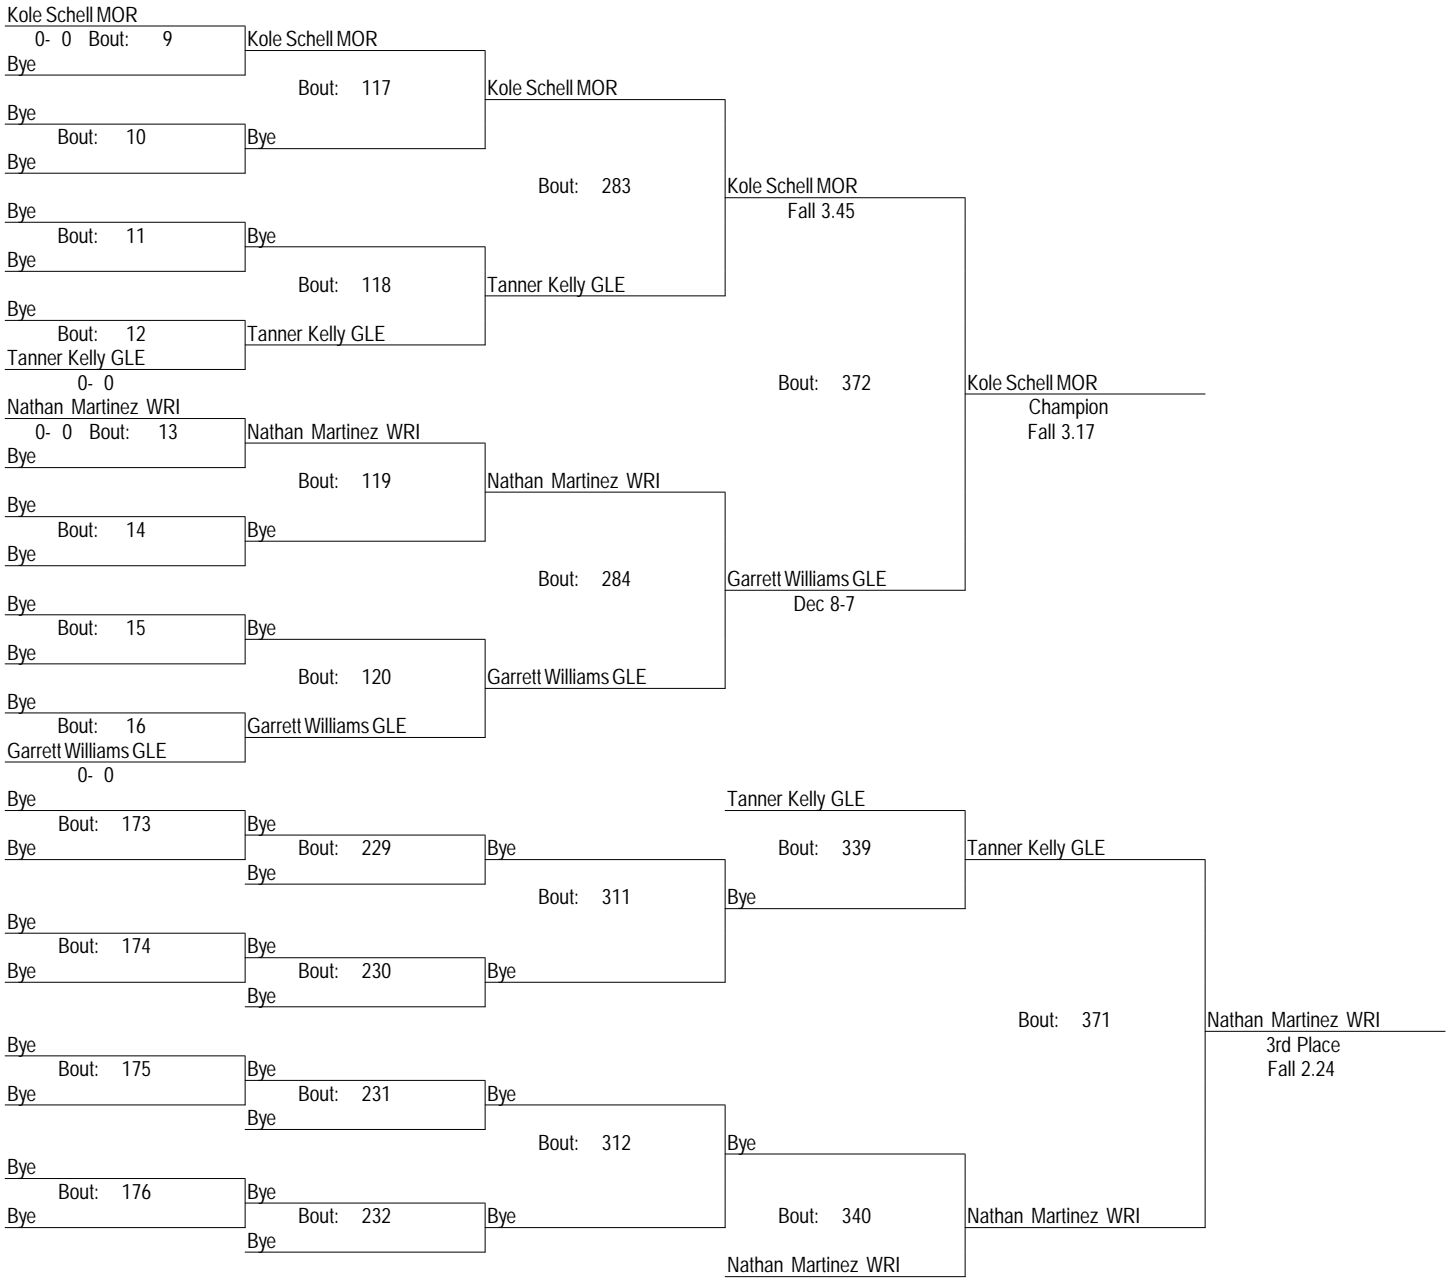 Kole Schell MOR
0- 0 Bout: 9 Kole Schell MOR
Bye
Bout: 117 Kole Schell MOR
Bye
Bout: 10 Bye
Bye
Bout: 283 Kole Schell MOR
Bye Fall 3.45
Bout: 11 Bye
Bye
Bout: 118 Tanner Kelly GLE
Bye
Bout: 12 Tanner Kelly GLE
Tanner Kelly GLE
0- 0 Bout: 372 Kole Schell MOR
Nathan Martinez WRI Champion
0- 0 Bout: 13 Nathan Martinez WRI Fall 3.17
Bye
Bout: 119 Nathan Martinez WRI
Bye
Bout: 14 Bye
Bye
Bout: 284 Garrett Williams GLE
Bye Dec 8-7
Bout: 15 Bye
Bye
Bout: 120 Garrett Williams GLE
Bye
Bout: 16 Garrett Williams GLE
Garrett Williams GLE
0- 0
Bye Tanner Kelly GLE
Bout: 173 Bye
Bye Bout: 229 Bye Bout: 339 Tanner Kelly GLE
Bye
Bout: 311 Bye
Bye
Bout: 174 Bye
Bye Bout: 230 Bye
Bye
Bout: 371 Nathan Martinez WRI
Bye 3rd Place
Bout: 175 Bye Fall 2.24
Bye Bout: 231 Bye
Bye
Bout: 312 Bye
Bye
Bout: 176 Bye
Bye Bout: 232 Bye Bout: 340 Nathan Martinez WRI
Bye
Nathan Martinez WRI